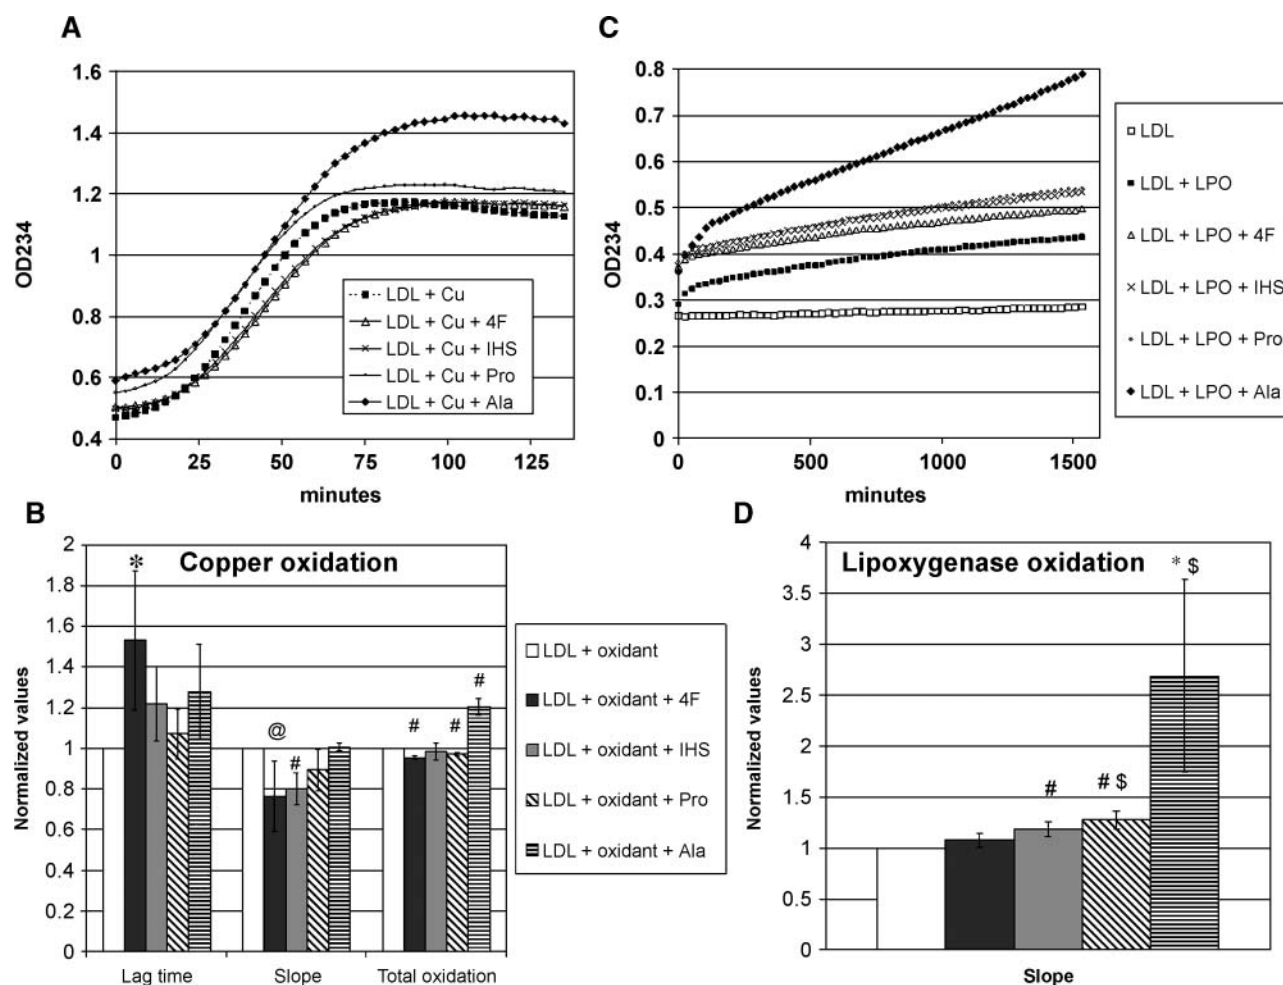 A
1.6
1.4
1.2
1
0.8
0.6
0.4
OD234
0
25
50
75
100
125
minutes
LDL + Cu
LDL + Cu + 4F
LDL + Cu + IHS
LDL + Cu + Pro
LDL + Cu + Ala
C
0.8
0.7
0.6
0.5
0.4
0.3
0.2
0.1
0
OD234
0
500
1000
1500
minutes
LDL
LDL + LPO
LDL + LPO + 4F
LDL + LPO + IHS
LDL + LPO + Pro
LDL + LPO + Ala
B
Copper oxidation
2
1.8
1.6
1.4
1.2
1
0.8
0.6
0.4
0.2
0
Normalized values
*
@
#
#
#
#
Lag time
Slope
Total oxidation
LDL + oxidant
LDL + oxidant + 4F
LDL + oxidant + IHS
LDL + oxidant + Pro
LDL + oxidant + Ala
D
Lipoxygenase oxidation
4
3.5
3
2.5
2
1.5
1
0.5
0
Normalized values
#
# $
* $
Slope